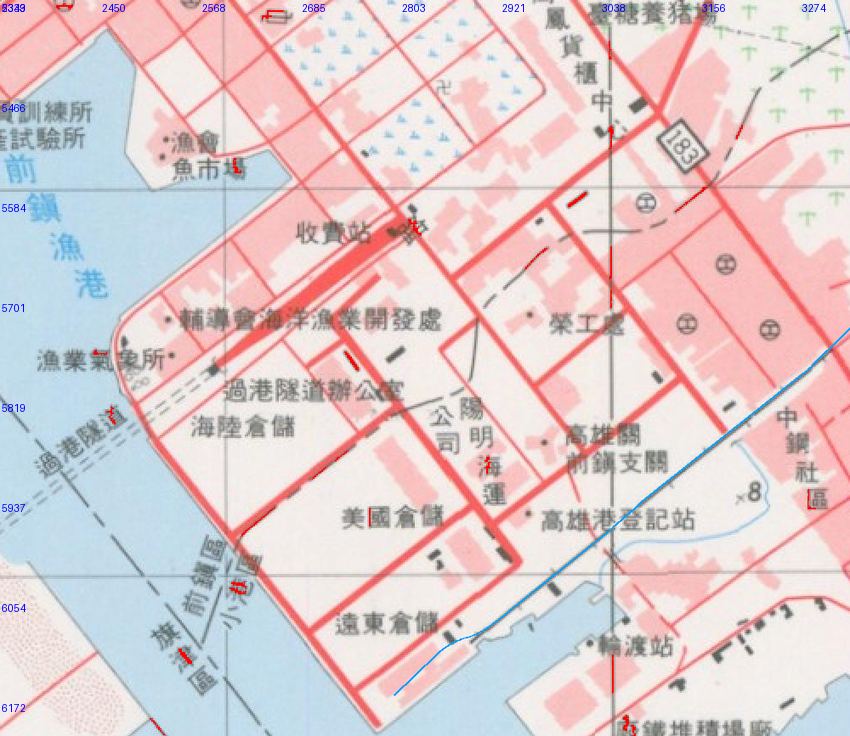 5349 2450 2568 2685 2803 2921 3038 3156 3274
5466
5584
5701
5819
5937
6054
6172
臺糖養豬場
鳳貨櫃中
訓練所
試驗所
漁會
魚市場
183
前鎮漁港
收費站
輔導會海洋漁業開發處
榮工處
漁業氣象所
過港隧道辦公室
過港隧道
海陸倉儲
陽明海運
公司
高雄關
前鎮支關
中鋼社區
8
美國倉儲
高雄港登記站
前鎮區
小港區
旗津區
遠東倉儲
輪渡站
鐵堆積場廠